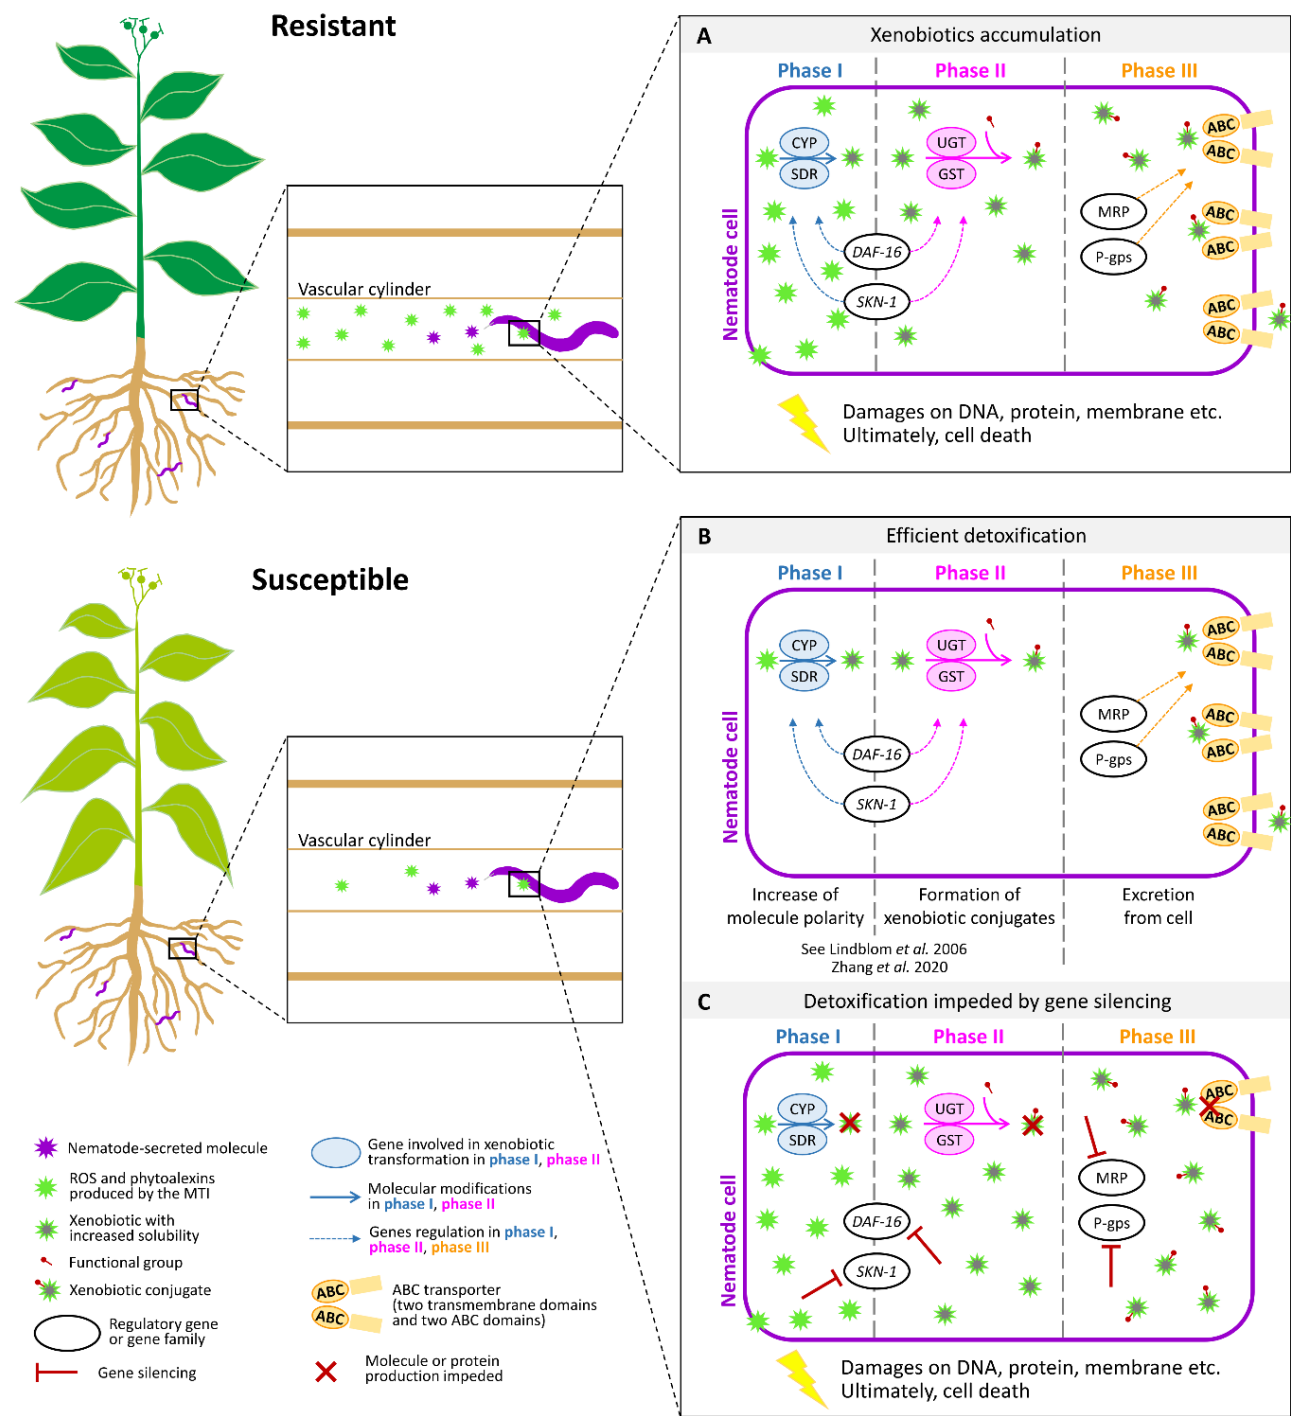 Resistant
Vascular cylinder
A
Xenobiotics accumulation
Phase I
Phase II
Phase III
Nematode cell
CYP
SDR
UGT
GST
DAF-16
SKN-1
MRP
P-gps
ABC
ABC
ABC
ABC
ABC
ABC
Damages on DNA, protein, membrane etc.
Ultimately, cell death
Susceptible
Vascular cylinder
B
Efficient detoxification
Phase I
Phase II
Phase III
Nematode cell
CYP
SDR
UGT
GST
DAF-16
SKN-1
MRP
P-gps
ABC
ABC
ABC
ABC
ABC
ABC
Increase of
molecule polarity
Formation of
xenobiotic conjugates
Excretion
from cell
See Lindblom et al. 2006
Zhang et al. 2020
C
Detoxification impeded by gene silencing
Phase I
Phase II
Phase III
Nematode cell
CYP
SDR
UGT
GST
DAF-16
SKN-1
MRP
P-gps
ABC
ABC
Damages on DNA, protein, membrane etc.
Ultimately, cell death
Nematode-secreted molecule
ROS and phytoalexins
produced by the MTI
Xenobiotic with
increased solubility
Functional group
Xenobiotic conjugate
Regulatory gene
or gene family
Gene silencing
Gene involved in xenobiotic
transformation in phase I, phase II
Molecular modifications
in phase I, phase II
Genes regulation in phase I,
phase II, phase III
ABC
ABC
ABC transporter
(two transmembrane domains
and two ABC domains)
Molecule or protein
production impeded